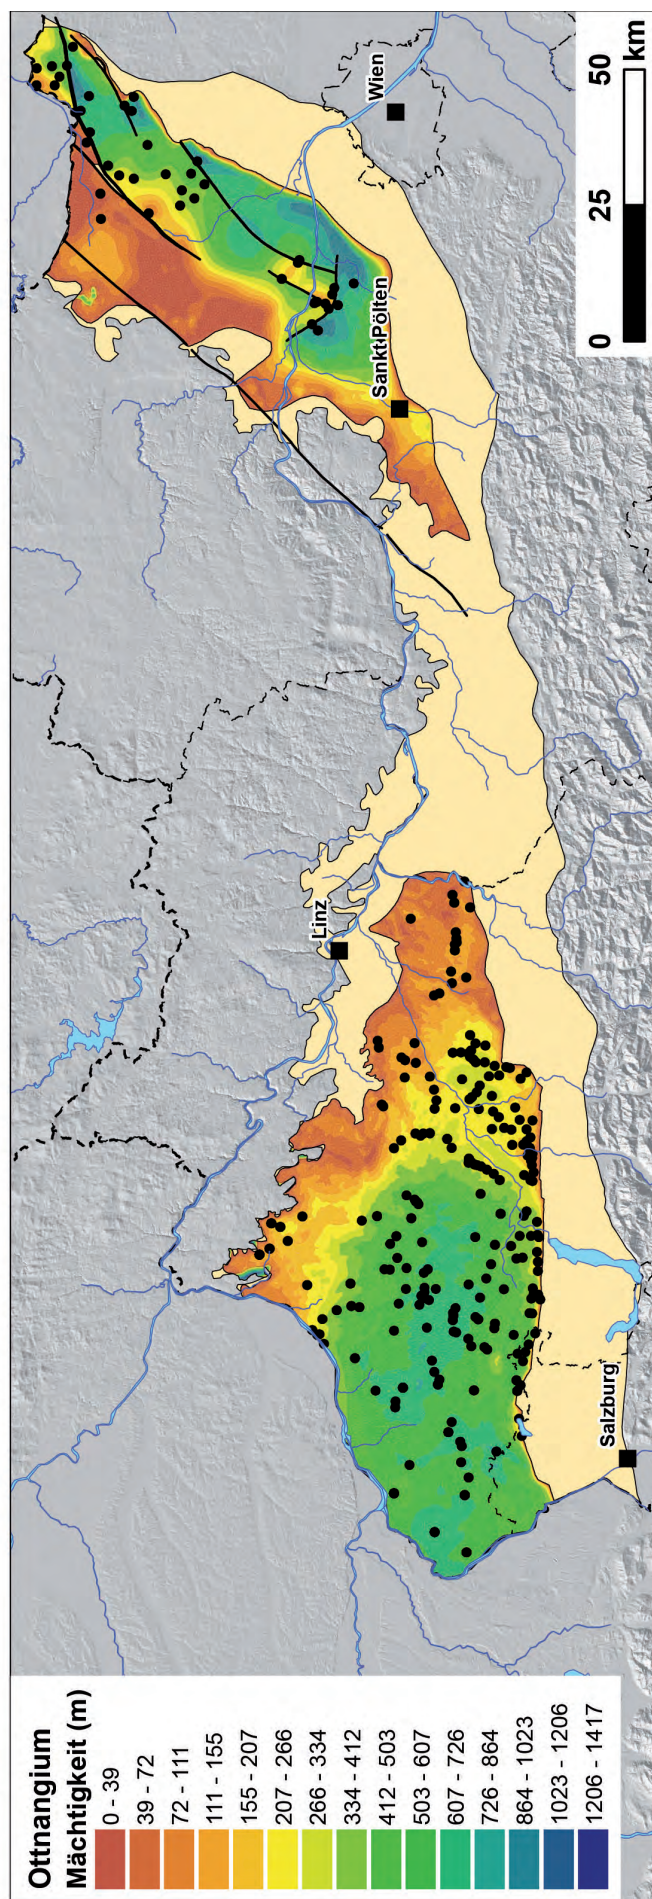 Ottnangium
Mächtigkeit (m)
0 - 39
39 - 72
72 - 111
111 - 155
155 - 207
207 - 266
266 - 334
334 - 412
412 - 503
503 - 607
607 - 726
726 - 864
864 - 1023
1023 - 1206
1206 - 1417
Salzburg
Linz
Sankt Pölten
Wien
0 25 50
km